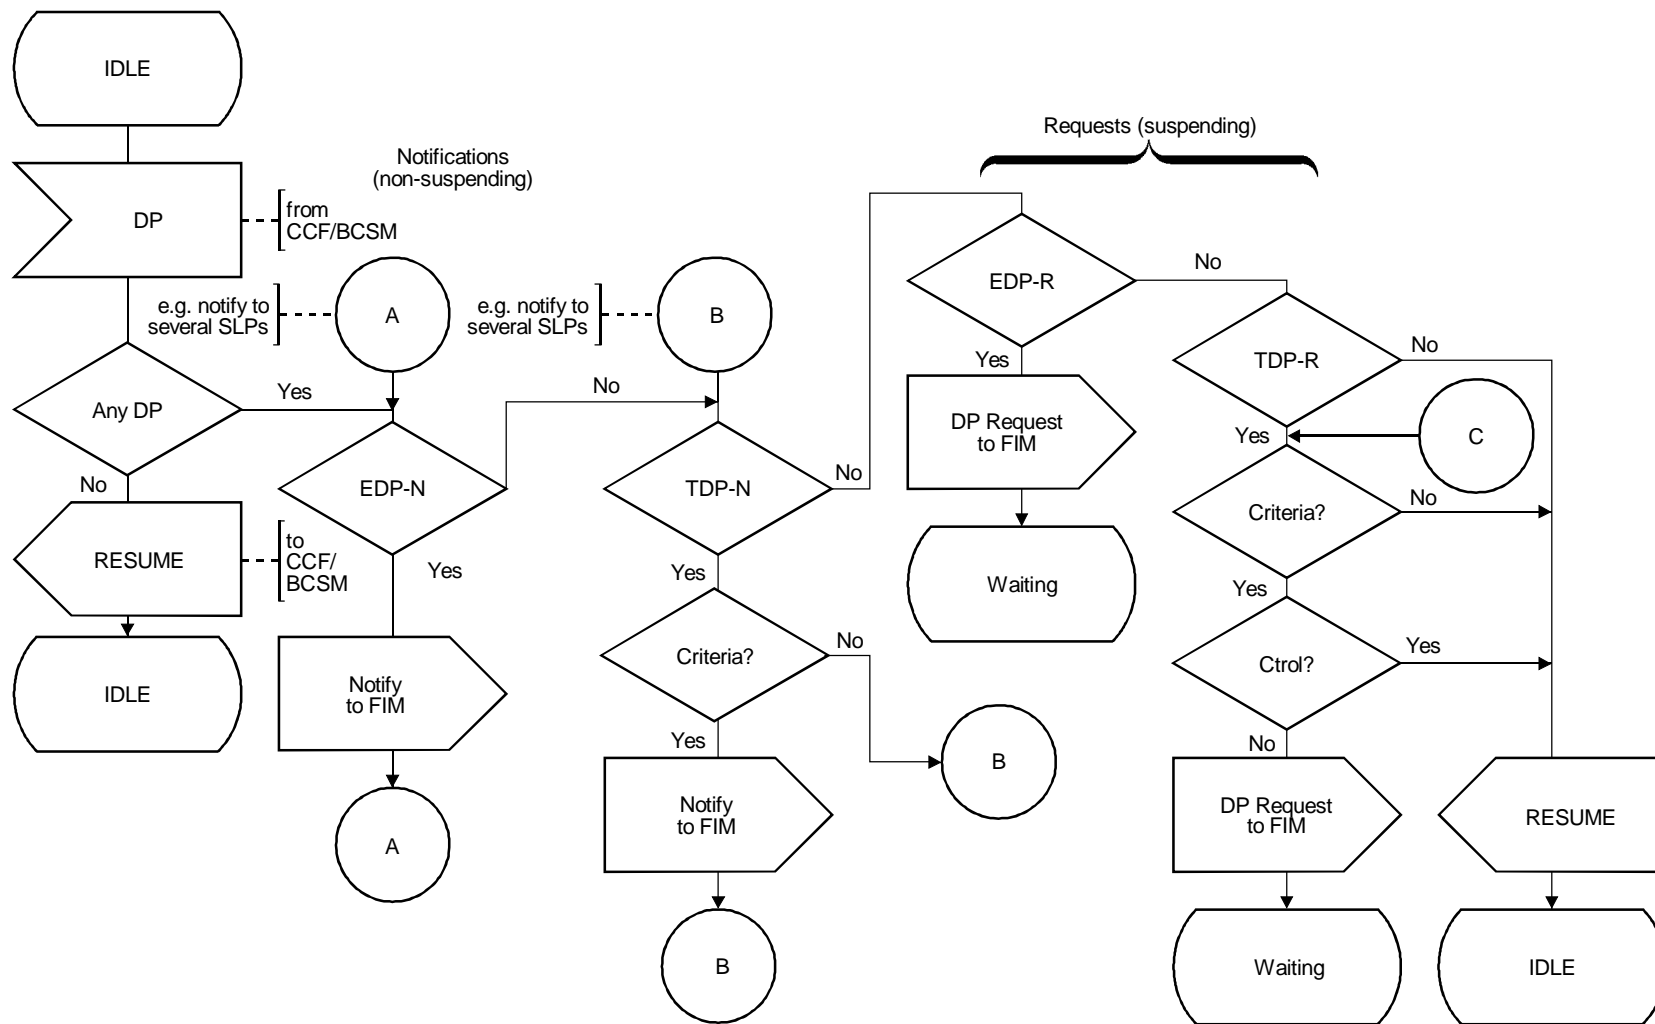 IDLE
DP
from
CCF/BCSM
Notifications
(non-suspending)
Requests (suspending)
e.g. notify to
several SLPs
A
e.g. notify to
several SLPs
B
Any DP
Yes
No
RESUME
to
CCF/
BCSM
IDLE
EDP-N
No
Yes
Notify
to FIM
A
TDP-N
No
Yes
Criteria?
No
Yes
Notify
to FIM
B
B
EDP-R
No
Yes
DP Request
to FIM
Waiting
TDP-R
No
Yes
C
Criteria?
No
Yes
Ctrol?
Yes
No
DP Request
to FIM
Waiting
RESUME
IDLE